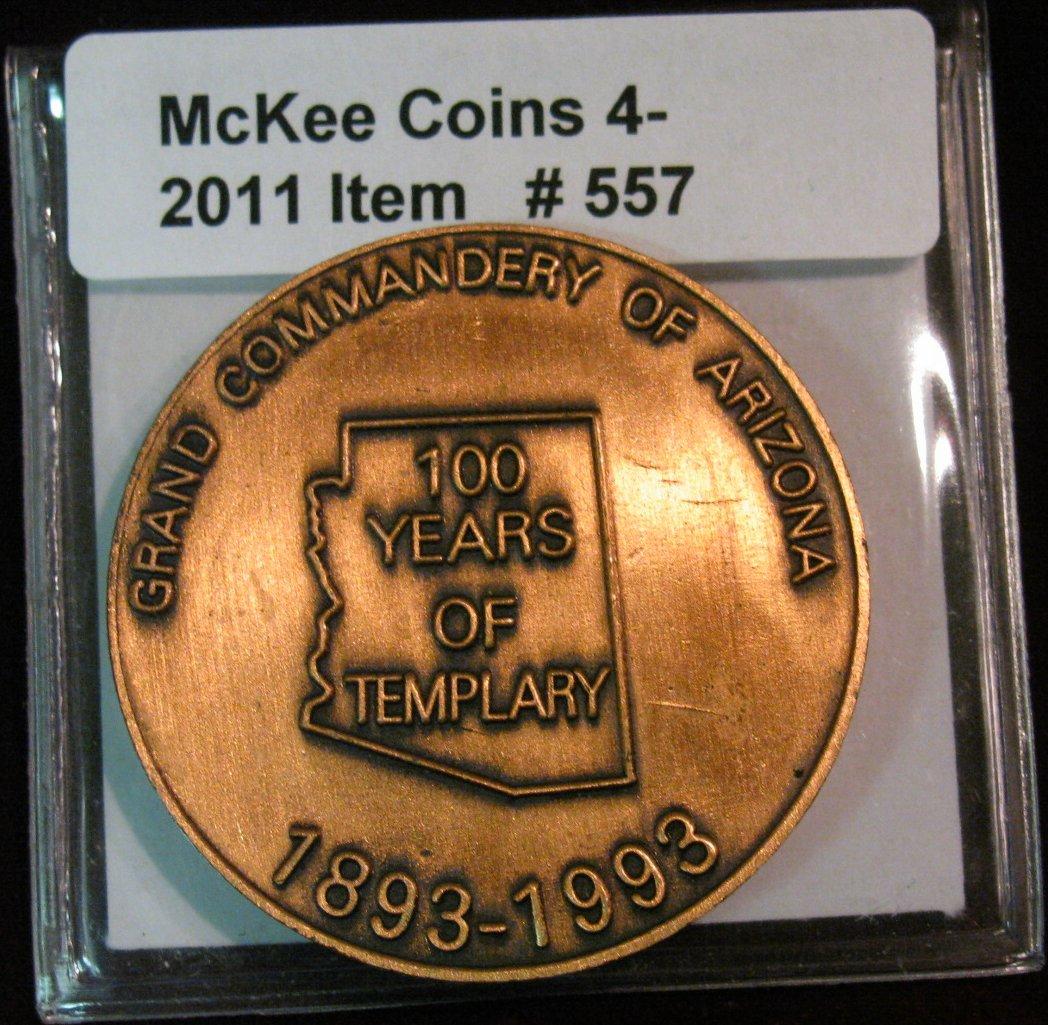 McKee Coins 4-
2011 Item # 557
GRAND COMMANDERY OF ARIZONA
100
YEARS
OF
TEMPLARY
1893-1993